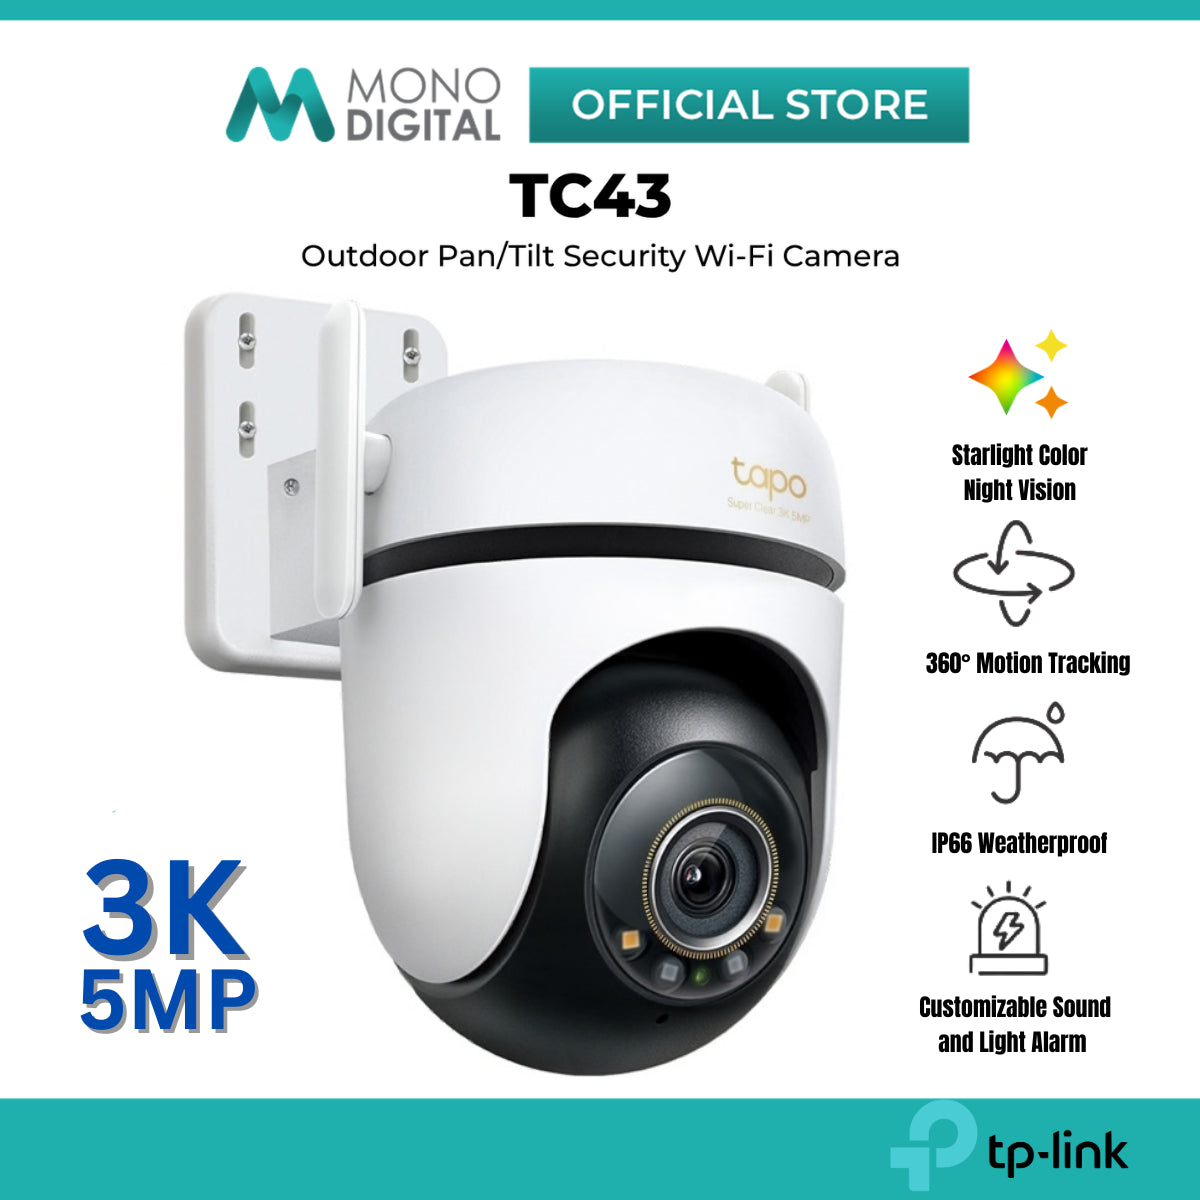 MONO
DIGITAL
OFFICIAL STORE
TC43
Outdoor Pan/Tilt Security Wi-Fi Camera
tapo
Super Clear 3K 5MP
Starlight Color
Night Vision
360° Motion Tracking
IP66 Weatherproof
Customizable Sound
and Light Alarm
3K
5MP
tp-link